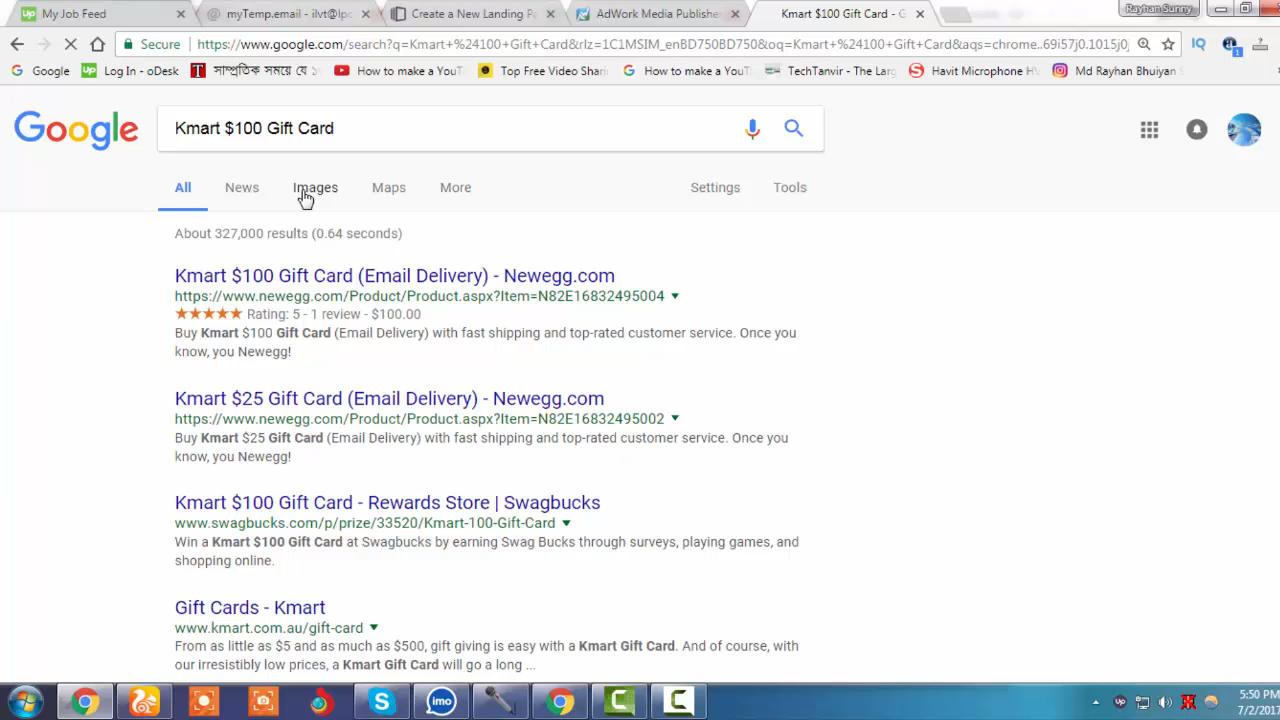 My Job Feed
myTemp.email - ilvt@lpc
Create a New Landing P
AdWork Media Publishe
Kmart $100 Gift Card - G
Rayhan Sunny
Secure
https://www.google.com/search?q=Kmart+%24100+Gift+Card&rlz=1C1MSIM_enBD750BD750&oq=Kmart+%24100+Gift+Card&aqs=chrome..69i57j0.1015j0j
IQ
1
Google
Up
Log In - oDesk
সাম্প্রতিক সময়ে যে
How to make a YouT
Top Free Video Shari
How to make a YouT
TechTanvir - The Larg
Havit Microphone HV
Md Rayhan Bhuiyan S
Google
Kmart $100 Gift Card
All
News
Images
Maps
More
Settings
Tools
About 327,000 results (0.64 seconds)
Kmart $100 Gift Card (Email Delivery) - Newegg.com
https://www.newegg.com/Product/Product.aspx?Item=N82E16832495004
Rating: 5 - 1 review - $100.00
Buy Kmart $100 Gift Card (Email Delivery) with fast shipping and top-rated customer service. Once you
know, you Newegg!
Kmart $25 Gift Card (Email Delivery) - Newegg.com
https://www.newegg.com/Product/Product.aspx?Item=N82E16832495002
Buy Kmart $25 Gift Card (Email Delivery) with fast shipping and top-rated customer service. Once you
know, you Newegg!
Kmart $100 Gift Card - Rewards Store | Swagbucks
www.swagbucks.com/p/prize/33520/Kmart-100-Gift-Card
Win a Kmart $100 Gift Card at Swagbucks by earning Swag Bucks through surveys, playing games, and
shopping online.
Gift Cards - Kmart
www.kmart.com.au/gift-card
From as little as $5 and as much as $500, gift giving is easy with a Kmart Gift Card. And of course, with
our irresistibly low prices, a Kmart Gift Card will go a long ...
imo
5:50 PM
7/2/2017